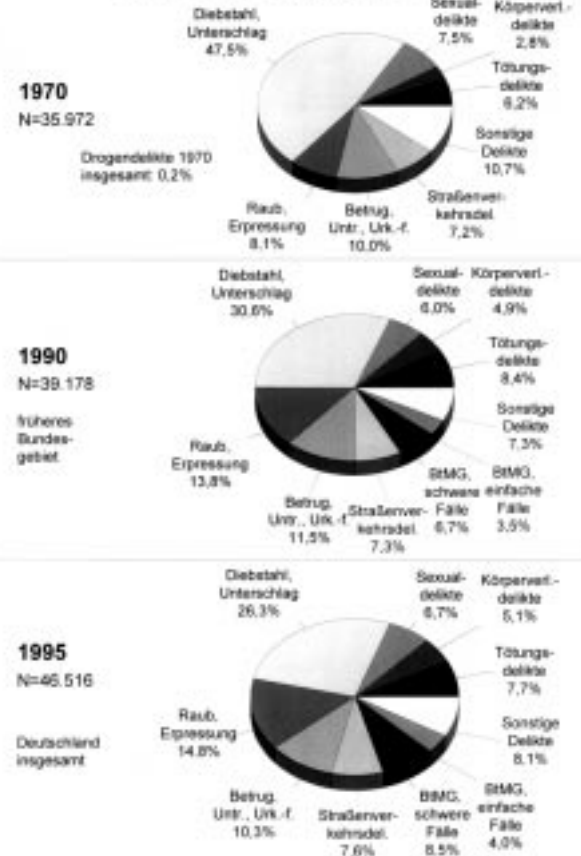 Diebstahl,
Unterschlag
47,5%
Sexual-
delikte
7,5%
Körperverl.-
delikte
2,8%
Tötungs-
delikte
6,2%
Sonstige
Delikte
10,7%
Straßenver-
kehrsdel.
7,2%
Betrug,
Untr., Urk.-f.
10,0%
Raub,
Erpressung
8,1%
1970
N=35.972
Drogendelikte 1970
insgesamt: 0,2%
Diebstahl,
Unterschlag
30,6%
Sexual-
delikte
6,0%
Körperverl.-
delikte
4,9%
Tötungs-
delikte
8,4%
Sonstige
Delikte
7,3%
BtMG,
einfache
Fälle
3,5%
BtMG,
schwere
Fälle
6,7%
Straßenver-
kehrsdel.
7,3%
Betrug,
Untr., Urk.-f.
11,5%
Raub,
Erpressung
13,8%
1990
N=39.178
früheres
Bundes-
gebiet
Diebstahl,
Unterschlag
26,3%
Sexual-
delikte
6,7%
Körperverl.-
delikte
5,1%
Tötungs-
delikte
7,7%
Sonstige
Delikte
8,1%
BtMG,
einfache
Fälle
4,0%
BtMG,
schwere
Fälle
8,5%
Straßenver-
kehrsdel.
7,6%
Betrug,
Untr., Urk.-f.
10,3%
Raub,
Erpressung
14,8%
1995
N=46.516
Deutschland
insgesamt